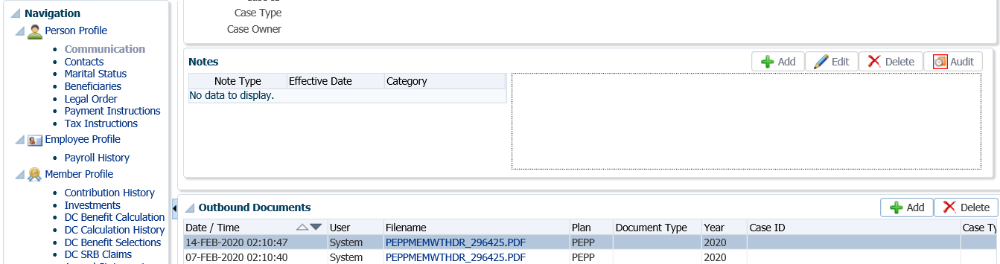 Navigation
Person Profile
Communication
Contacts
Marital Status
Beneficiaries
Legal Order
Payment Instructions
Tax Instructions
Employee Profile
Payroll History
Member Profile
Contribution History
Investments
DC Benefit Calculation
DC Calculation History
DC Benefit Selections
DC SRB Claims
Case Type
Case Owner
Notes Add Edit Delete Audit
Note Type Effective Date Category
No data to display.
Outbound Documents Add Delete
Date / Time User Filename Plan Document Type Year Case ID Case Ty
14-FEB-2020 02:10:47 System PEPPMEMWTHDR_296425.PDF PEPP 2020
07-FEB-2020 02:10:40 System PEPPMEMWTHDR_296425.PDF PEPP 2020